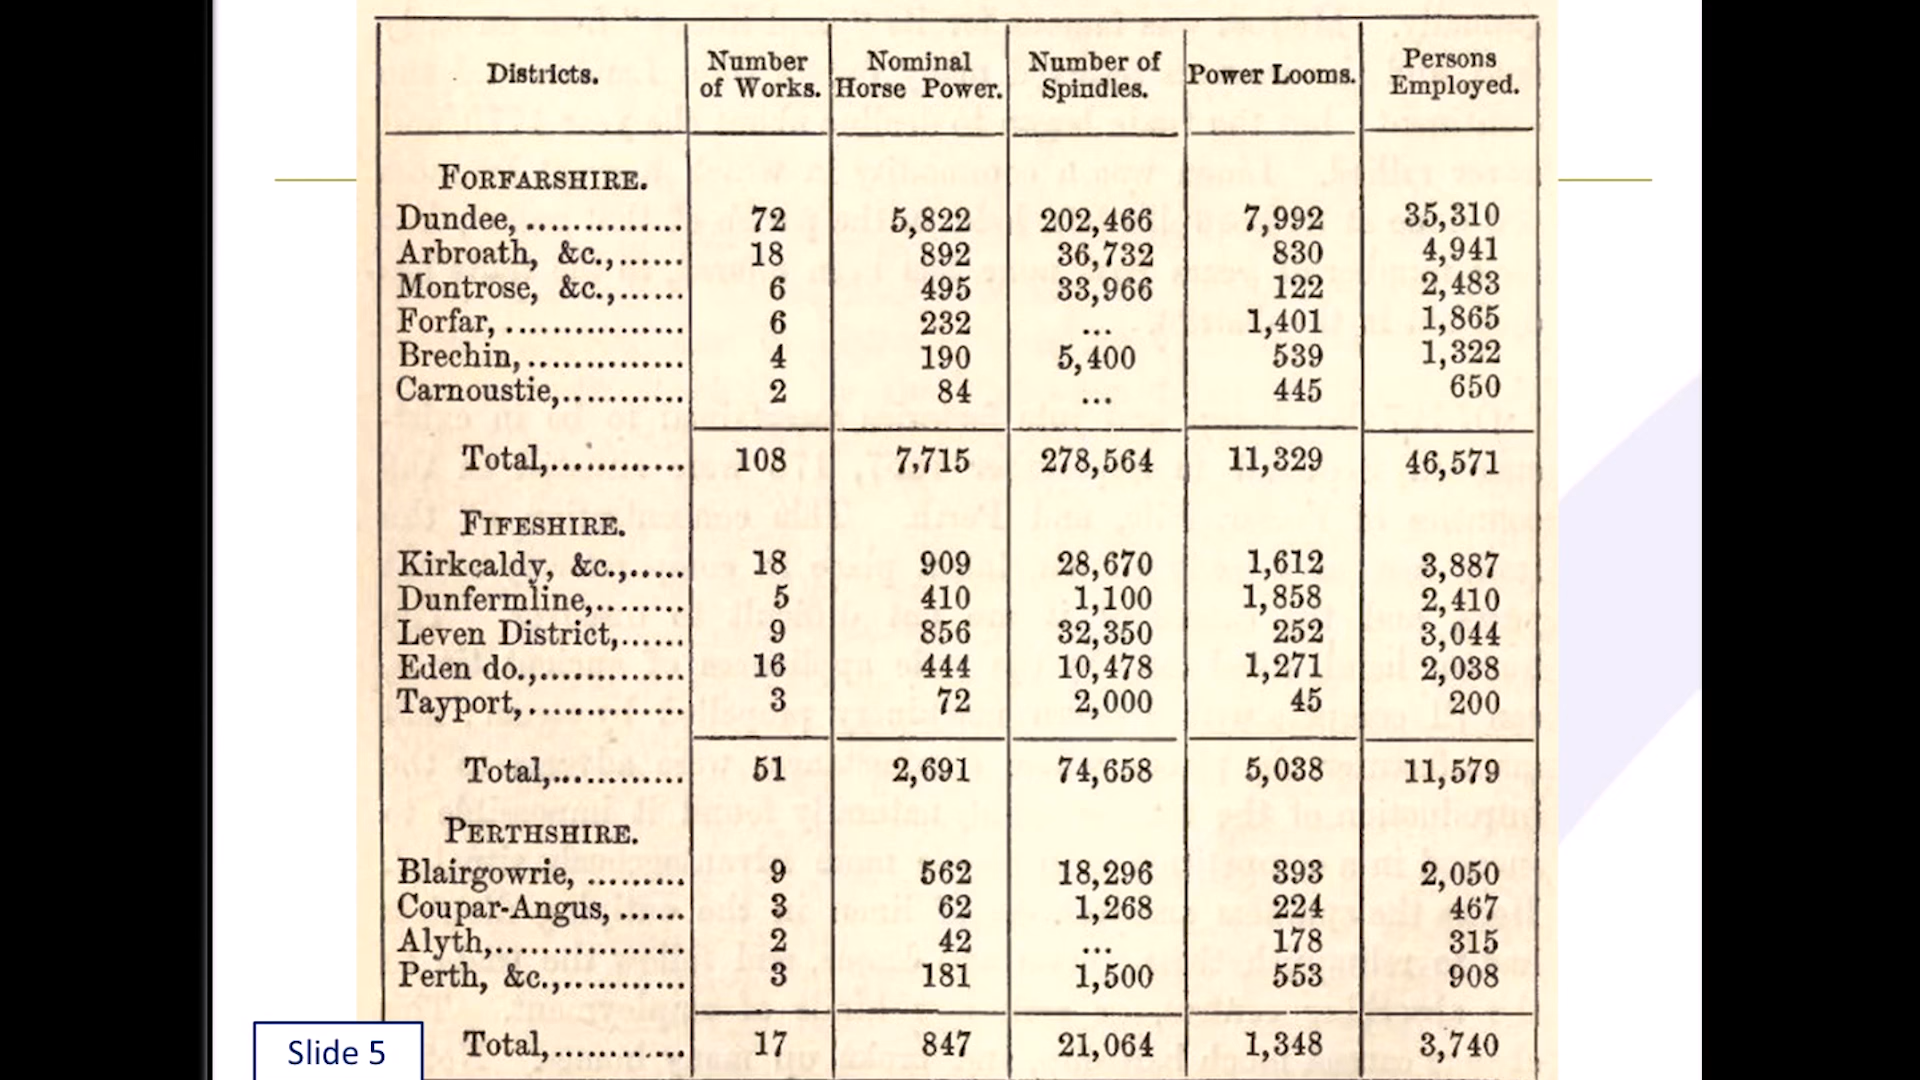 Districts. Number of Works. Nominal Horse Power. Number of Spindles. Power Looms. Persons Employed.
FORFARSHIRE.
Dundee, ............. 72 5,822 202,466 7,992 35,310
Arbroath, &c.,...... 18 892 36,732 830 4,941
Montrose, &c.,...... 6 495 33,966 122 2,483
Forfar, ............... 6 232 ... 1,401 1,865
Brechin, ............. 4 190 5,400 539 1,322
Carnoustie,........... 2 84 ... 445 650
Total,............ 108 7,715 278,564 11,329 46,571
FIFESHIRE.
Kirkcaldy, &c.,..... 18 909 28,670 1,612 3,887
Dunfermline,........ 5 410 1,100 1,858 2,410
Leven District,...... 9 856 32,350 252 3,044
Eden do.,............. 16 444 10,478 1,271 2,038
Tayport, .............. 3 72 2,000 45 200
Total,............ 51 2,691 74,658 5,038 11,579
PERTHSHIRE.
Blairgowrie, ......... 9 562 18,296 393 2,050
Coupar-Angus, ...... 3 62 1,268 224 467
Alyth,................. 2 42 ... 178 315
Perth, &c.,........... 3 181 1,500 553 908
Total,............ 17 847 21,064 1,348 3,740
Slide 5